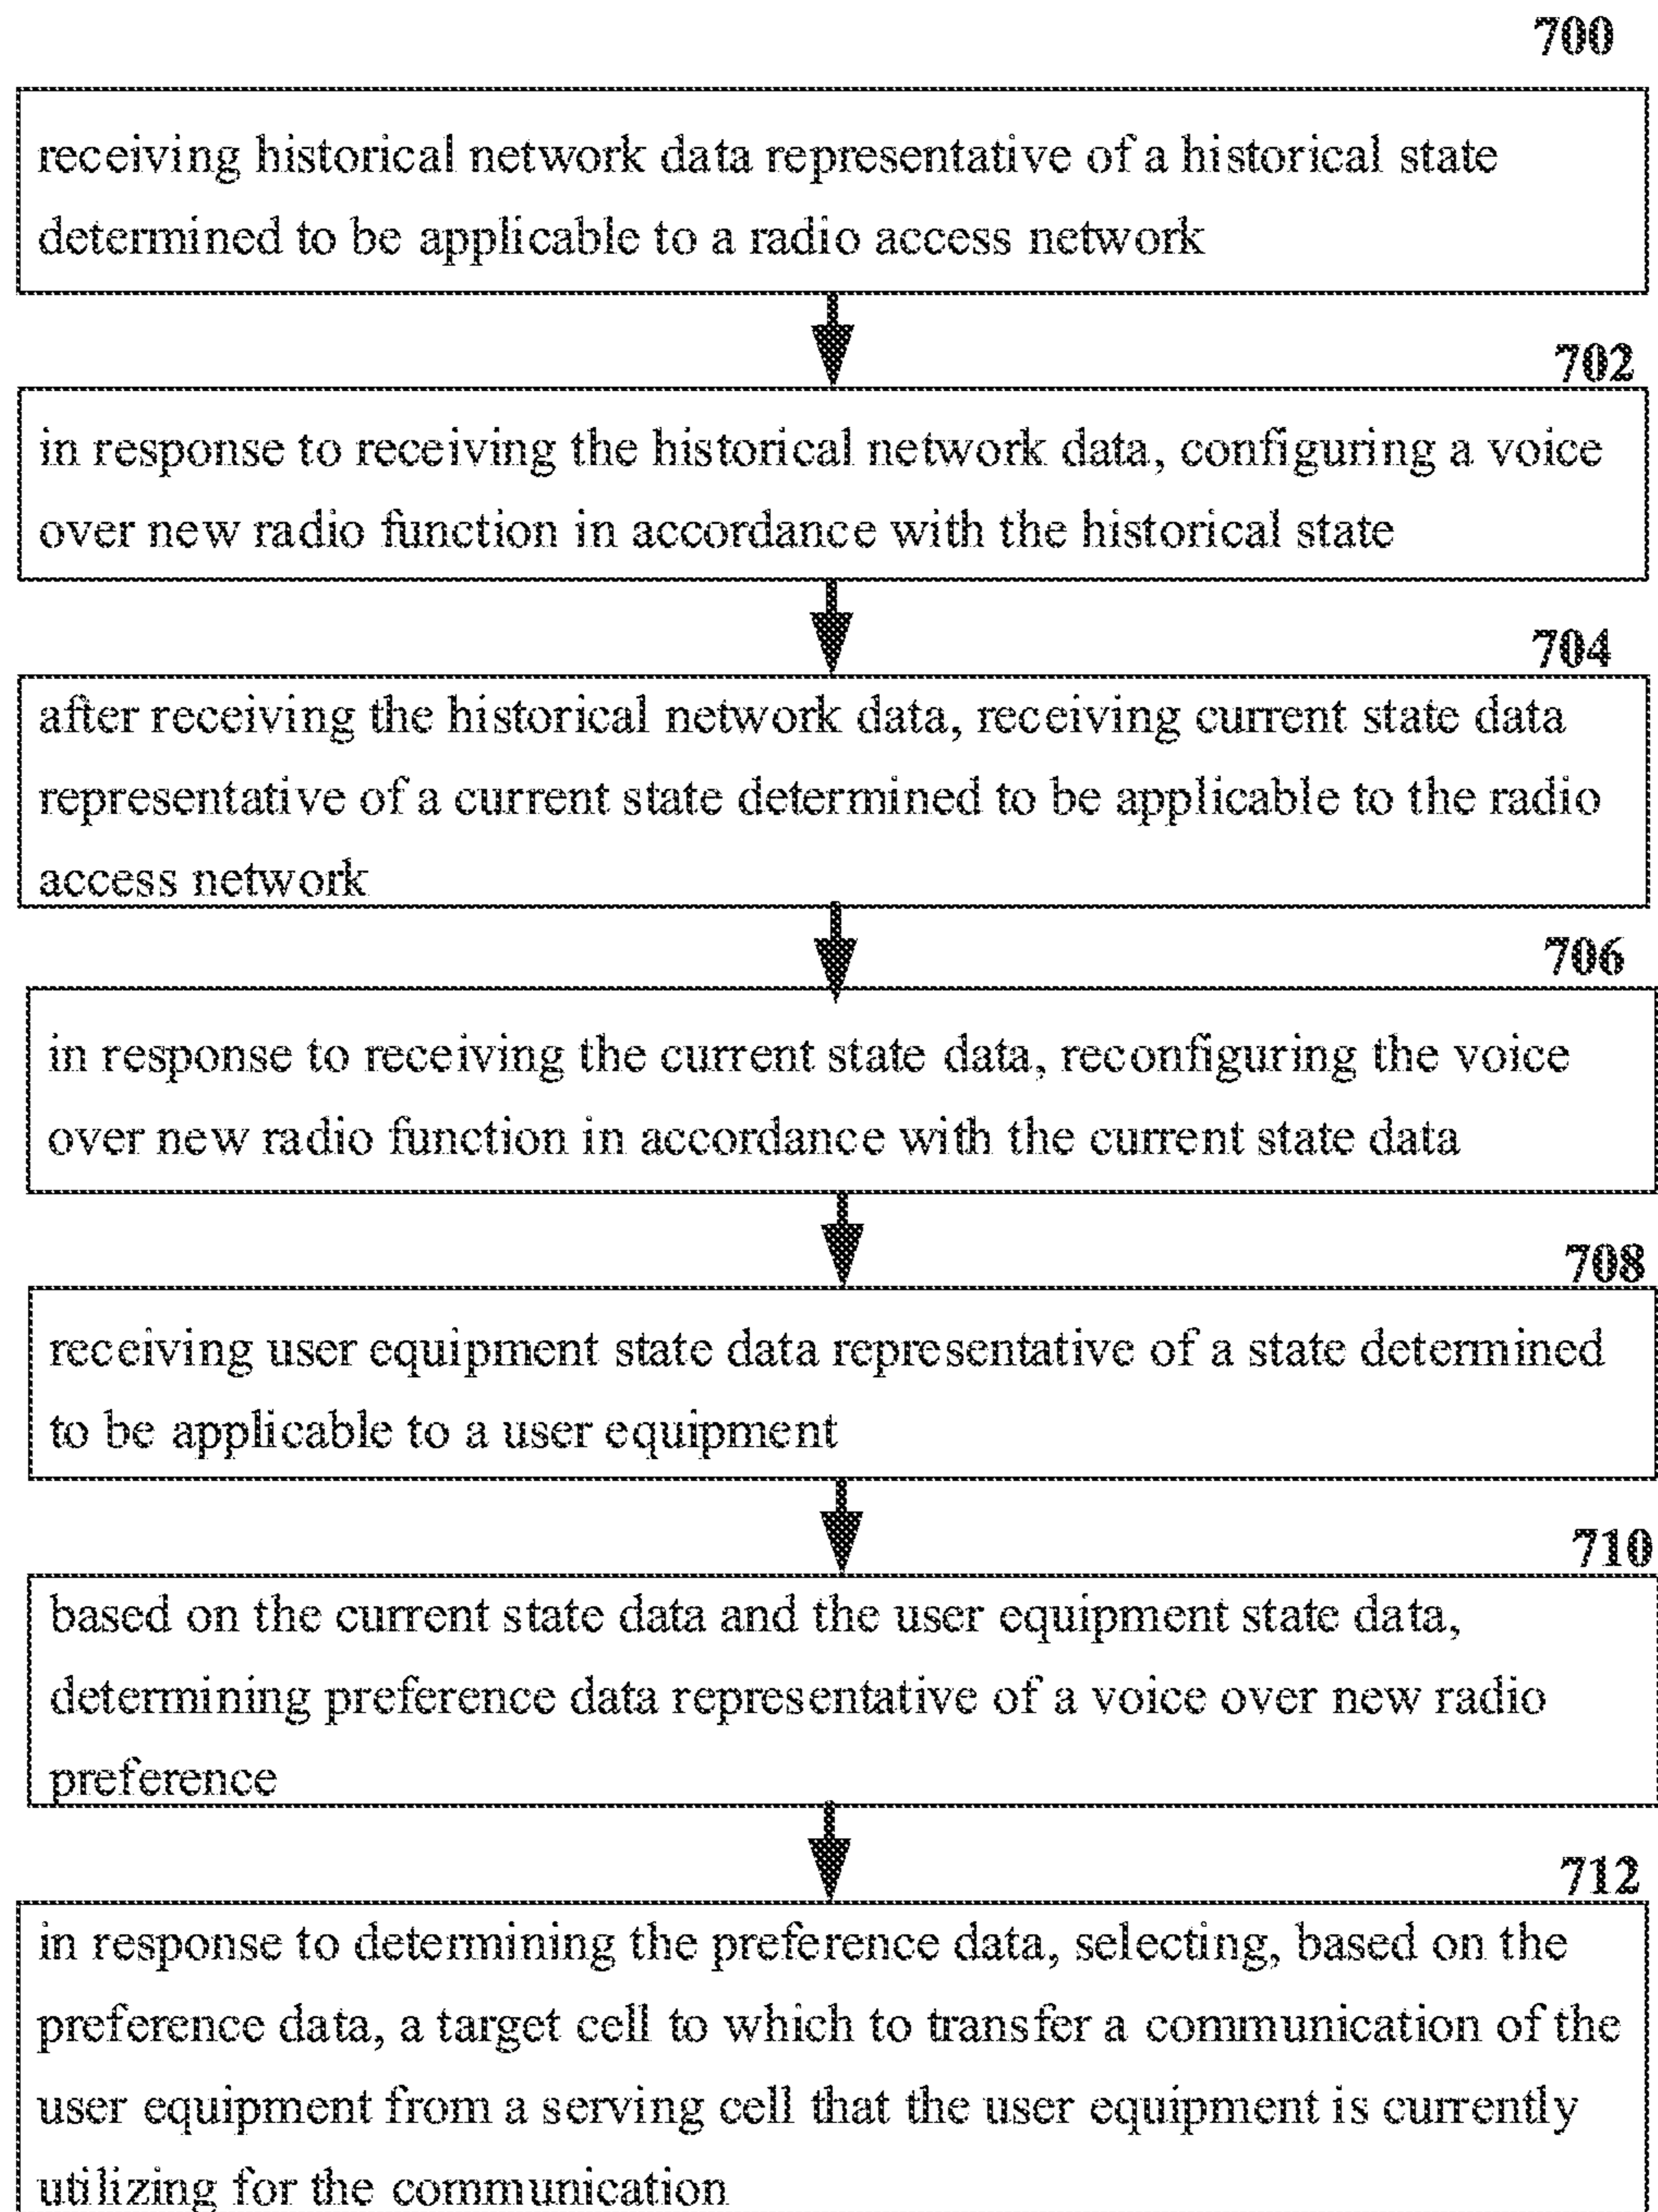 700
receiving historical network data representative of a historical state
determined to be applicable to a radio access network
702
in response to receiving the historical network data, configuring a voice
over new radio function in accordance with the historical state
704
after receiving the historical network data, receiving current state data
representative of a current state determined to be applicable to the radio
access network
706
in response to receiving the current state data, reconfiguring the voice
over new radio function in accordance with the current state data
708
receiving user equipment state data representative of a state determined
to be applicable to a user equipment
710
based on the current state data and the user equipment state data,
determining preference data representative of a voice over new radio
preference
712
in response to determining the preference data, selecting, based on the
preference data, a target cell to which to transfer a communication of the
user equipment from a serving cell that the user equipment is currently
utilizing for the communication